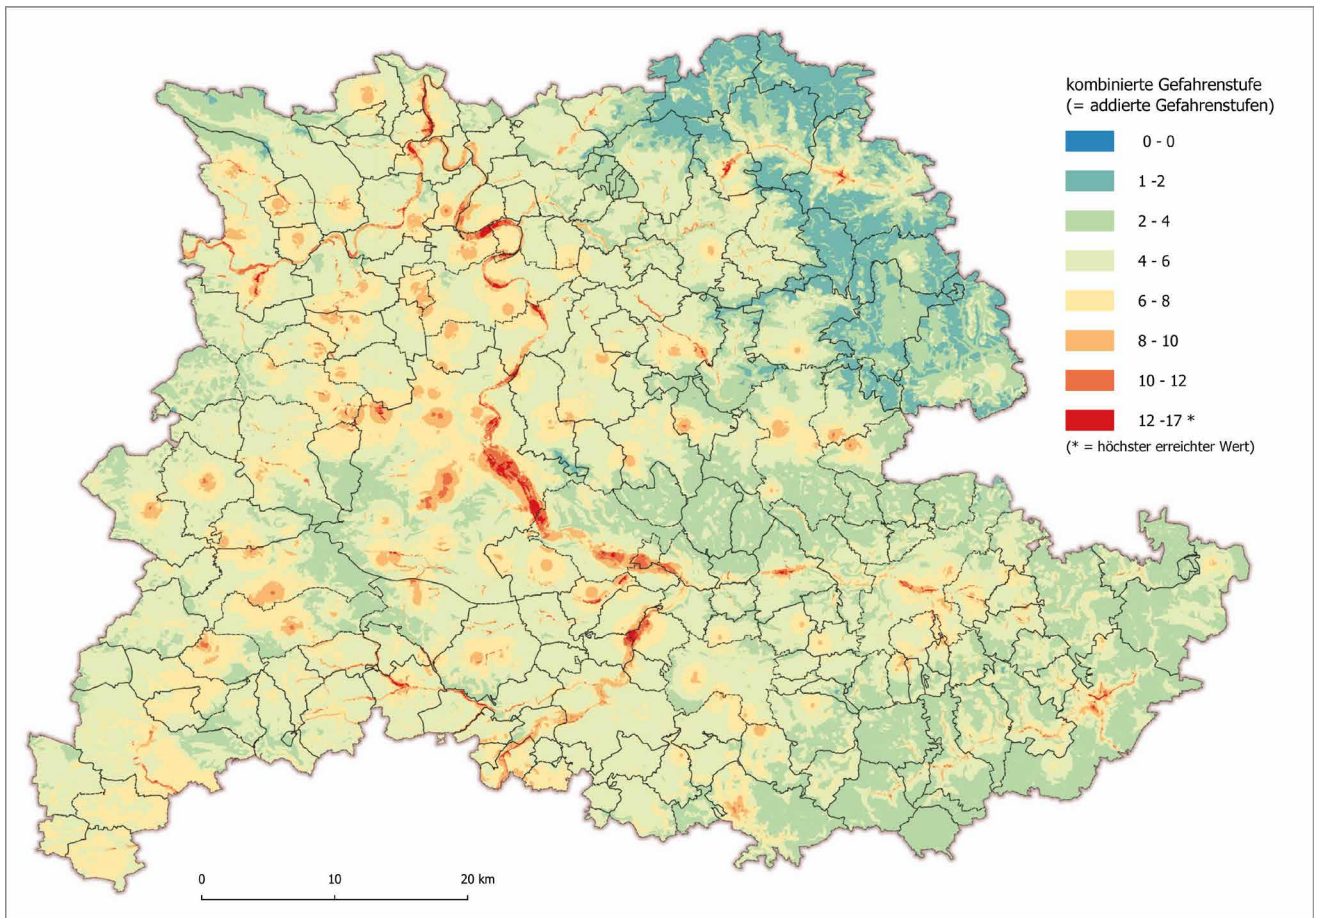 kombinierte Gefahrenstufe
(= addierte Gefahrenstufen)
0 - 0
1 -2
2 - 4
4 - 6
6 - 8
8 - 10
10 - 12
12 -17 *
(* = höchster erreichter Wert)
0 10 20 km